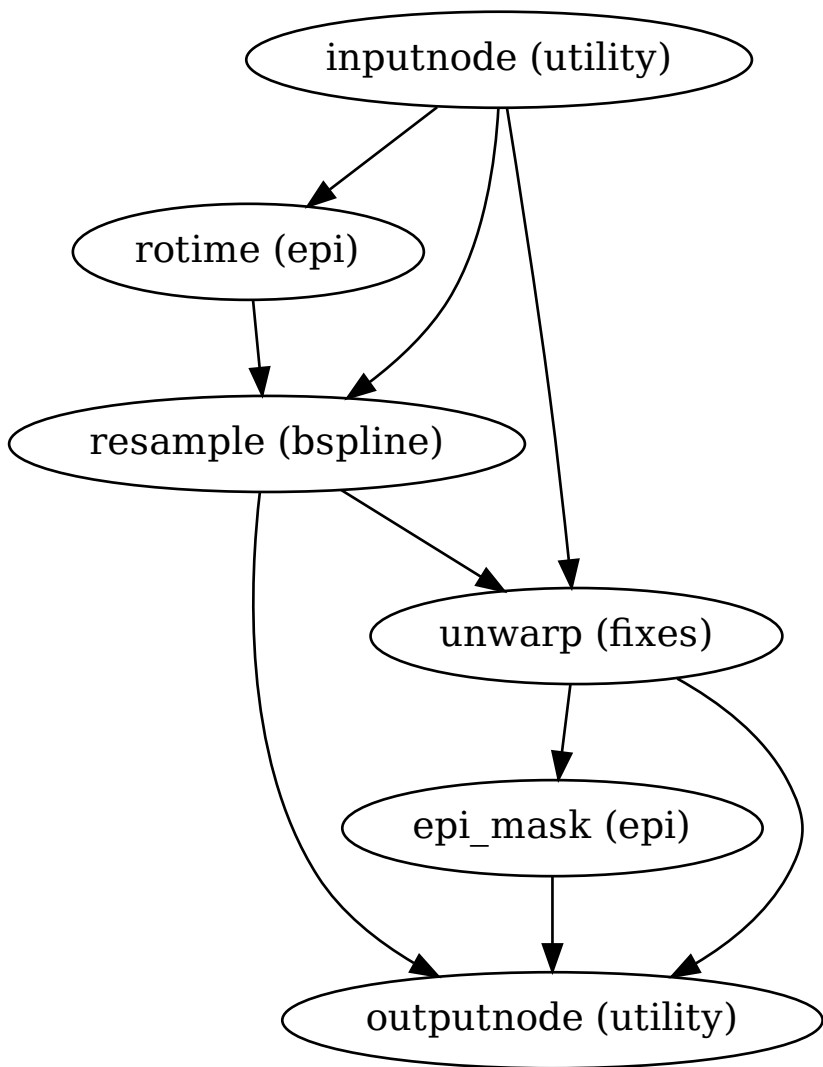 inputnode (utility)
rotime (epi)
resample (bspline)
unwarp (fixes)
epi_mask (epi)
outputnode (utility)